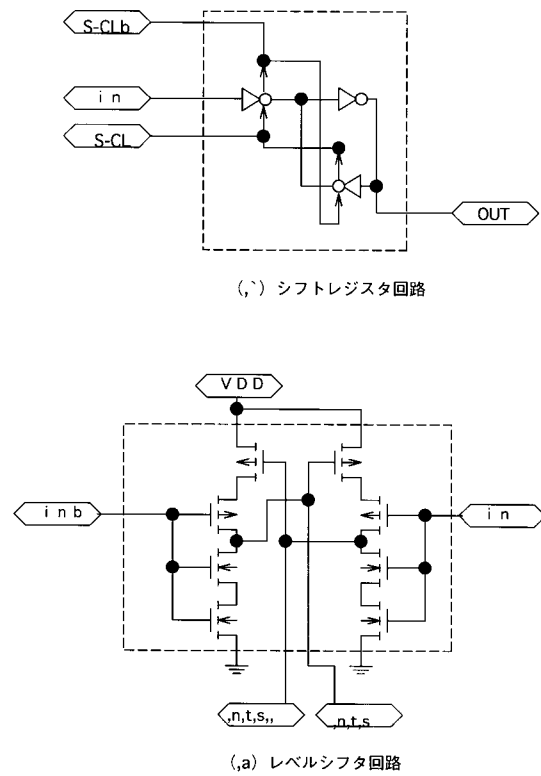 S-CLb
in
S-CL
OUT
(,`) シフトレジスタ回路
VDD
inb
in
,n,t,s,,
,n,t,s
(,a) レベルシフタ回路